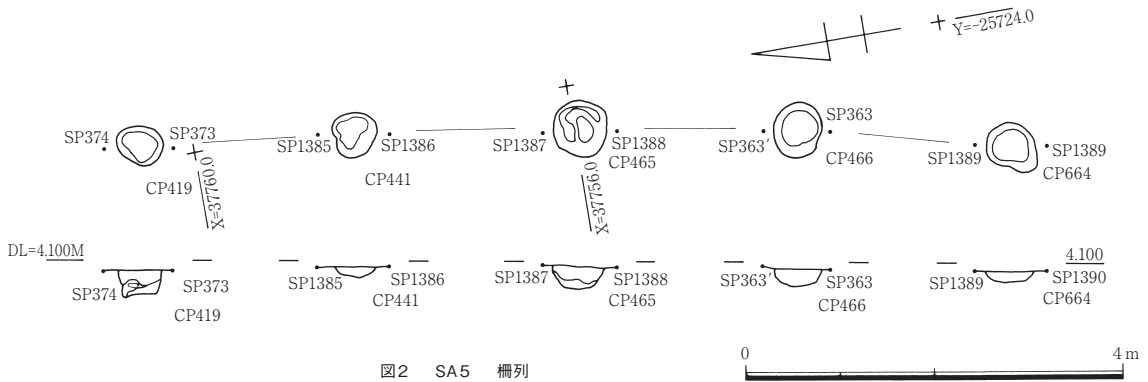 Y=-25724.0
SP374
SP373
CP419
X=37760.0
SP1385
SP1386
CP441
SP1387
SP1388
CP465
X=37756.0
SP363'
SP363
CP466
SP1389
SP1389
CP664
DL=4.100M
SP374
SP373
CP419
SP1385
SP1386
CP441
SP1387
SP1388
CP465
SP363'
SP363
CP466
4.100
SP1389
SP1390
CP664
0
4m
図2 SA5 柵列